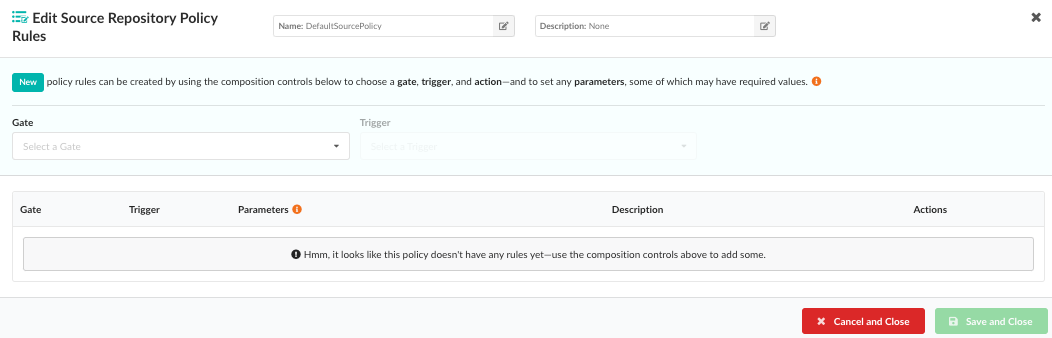 Edit Source Repository Policy
Rules
Name: DefaultSourcePolicy
Description: None
New policy rules can be created by using the composition controls below to choose a gate, trigger, and action—and to set any parameters, some of which may have required values.
Gate
Trigger
Select a Gate
Select a Trigger
Gate Trigger Parameters Description Actions
Hmm, it looks like this policy doesn't have any rules yet—use the composition controls above to add some.
Cancel and Close
Save and Close